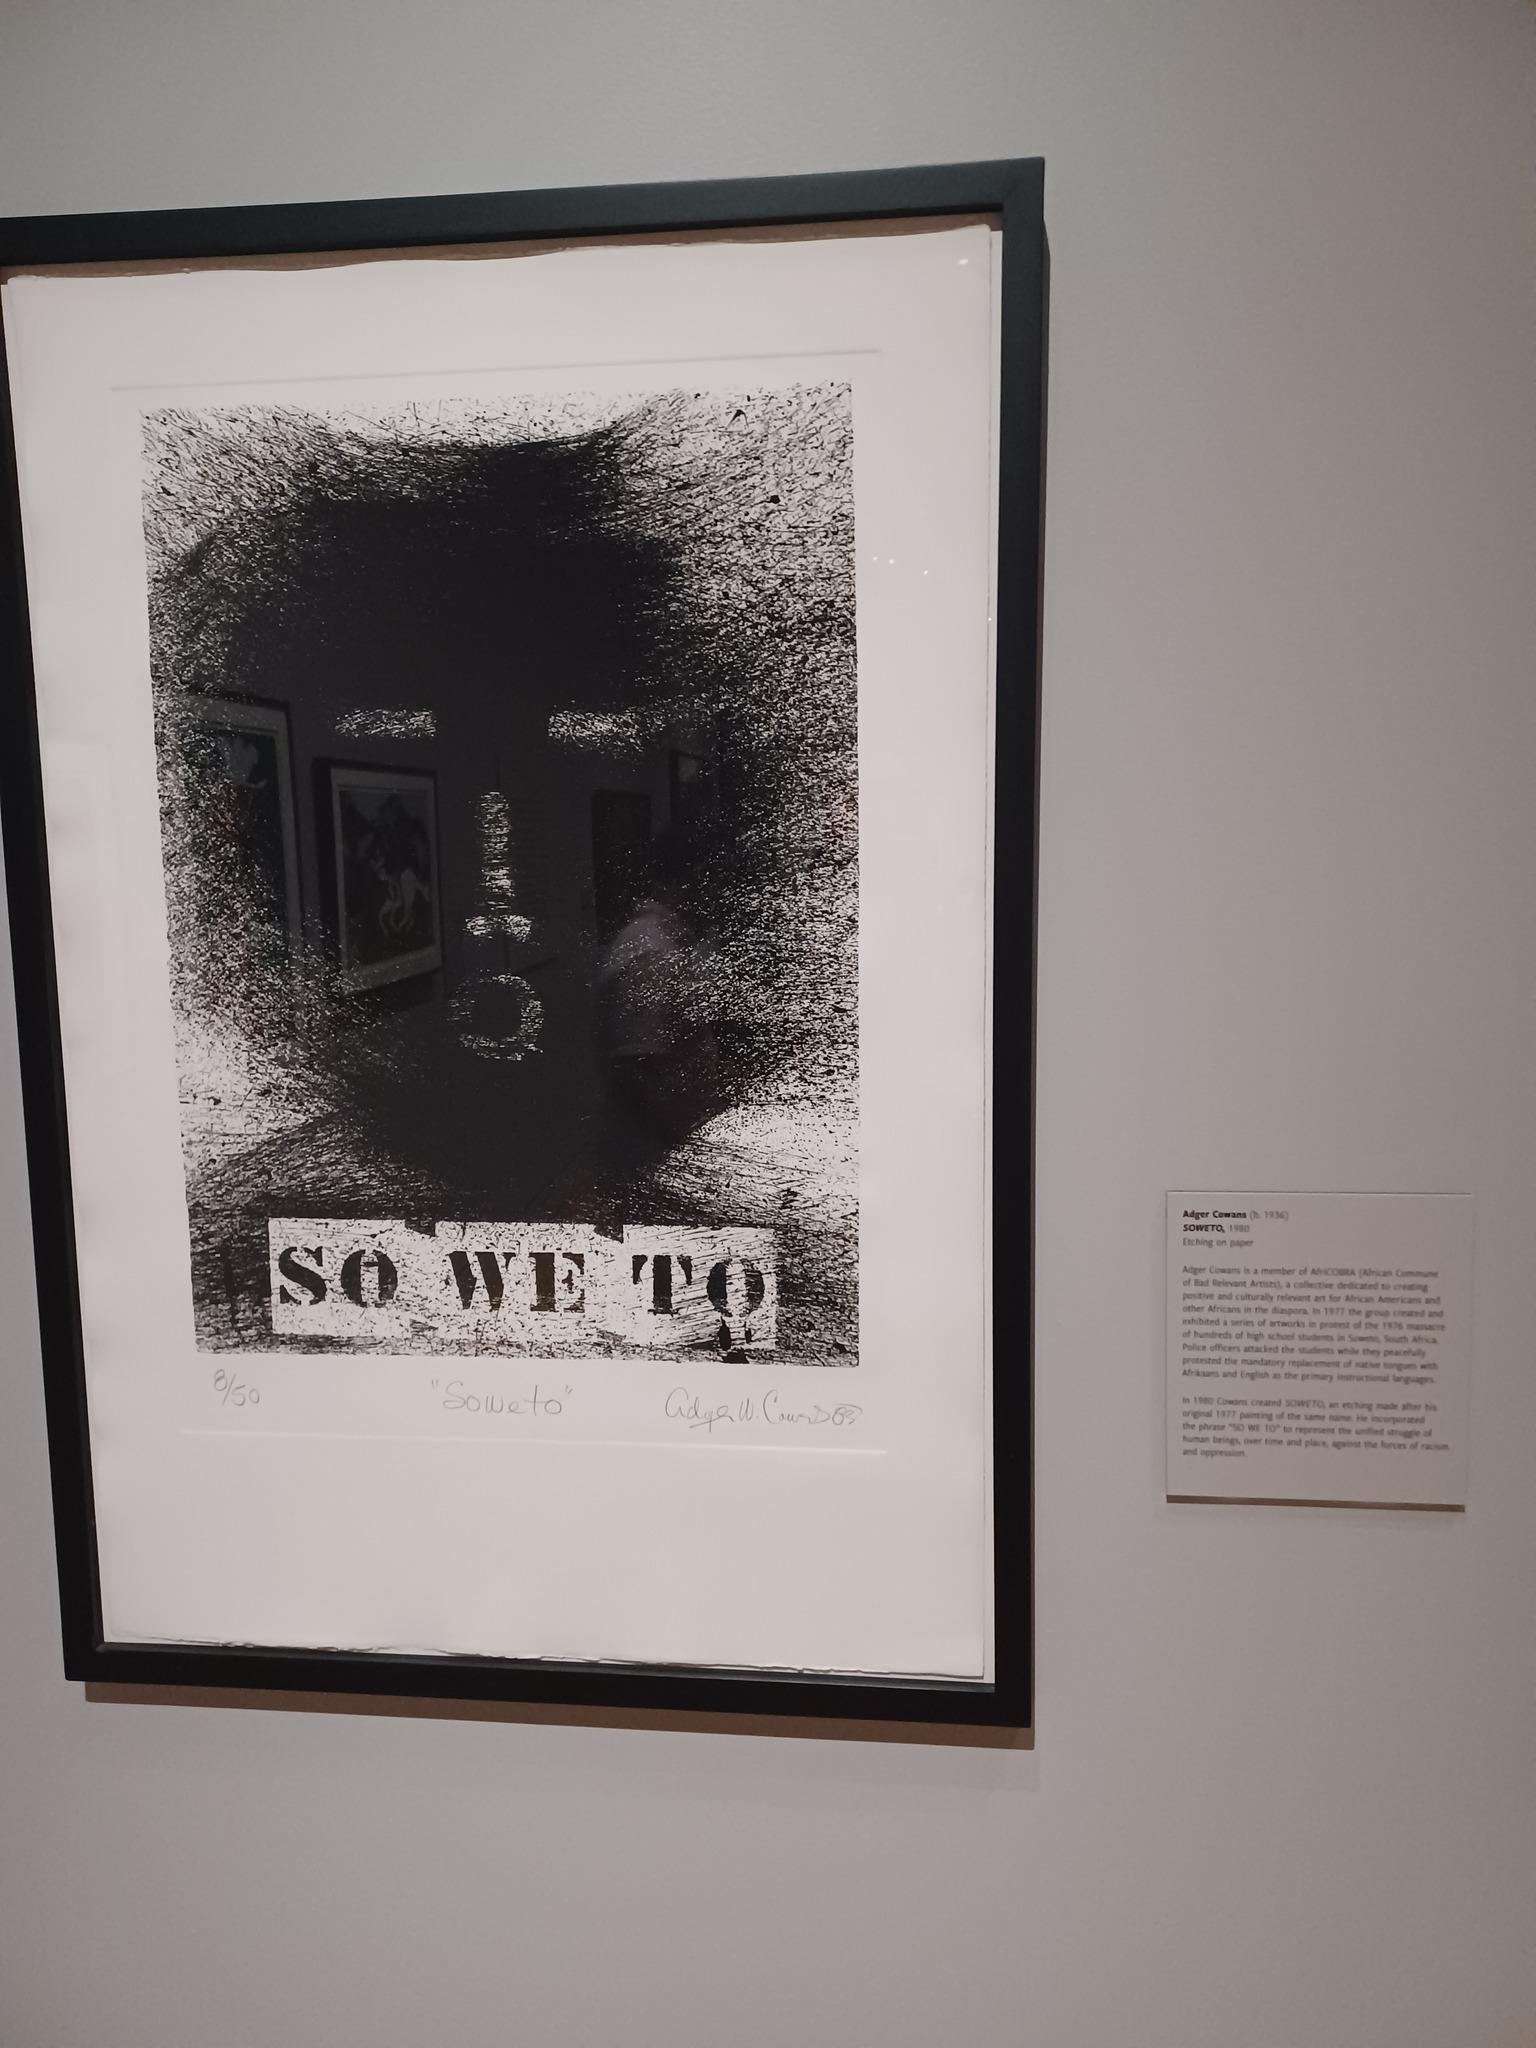 SO WE TO
8/50 "Soweto" Adger W. Cowans 83
Adger Cowans (b. 1936)
SOWETO, 1980
Etching on paper
Adger Cowans is a member of AfriCOBRA (African Commune
of Bad Relevant Artists), a collective dedicated to creating
positive and culturally relevant art for African Americans and
other Africans in the diaspora. In 1977 the group created and
exhibited a series of artworks in protest of the 1976 massacre
of hundreds of high school students in Soweto, South Africa.
Police officers attacked the students while they peacefully
protested the mandatory replacement of native tongues with
Afrikaans and English as the primary instructional languages.
In 1980 Cowans created SOWETO, an etching made after his
original 1977 painting of the same name. He incorporated
the phrase "SO WE TO" to represent the unified struggle of
human beings, over time and place, against the forces of racism
and oppression.